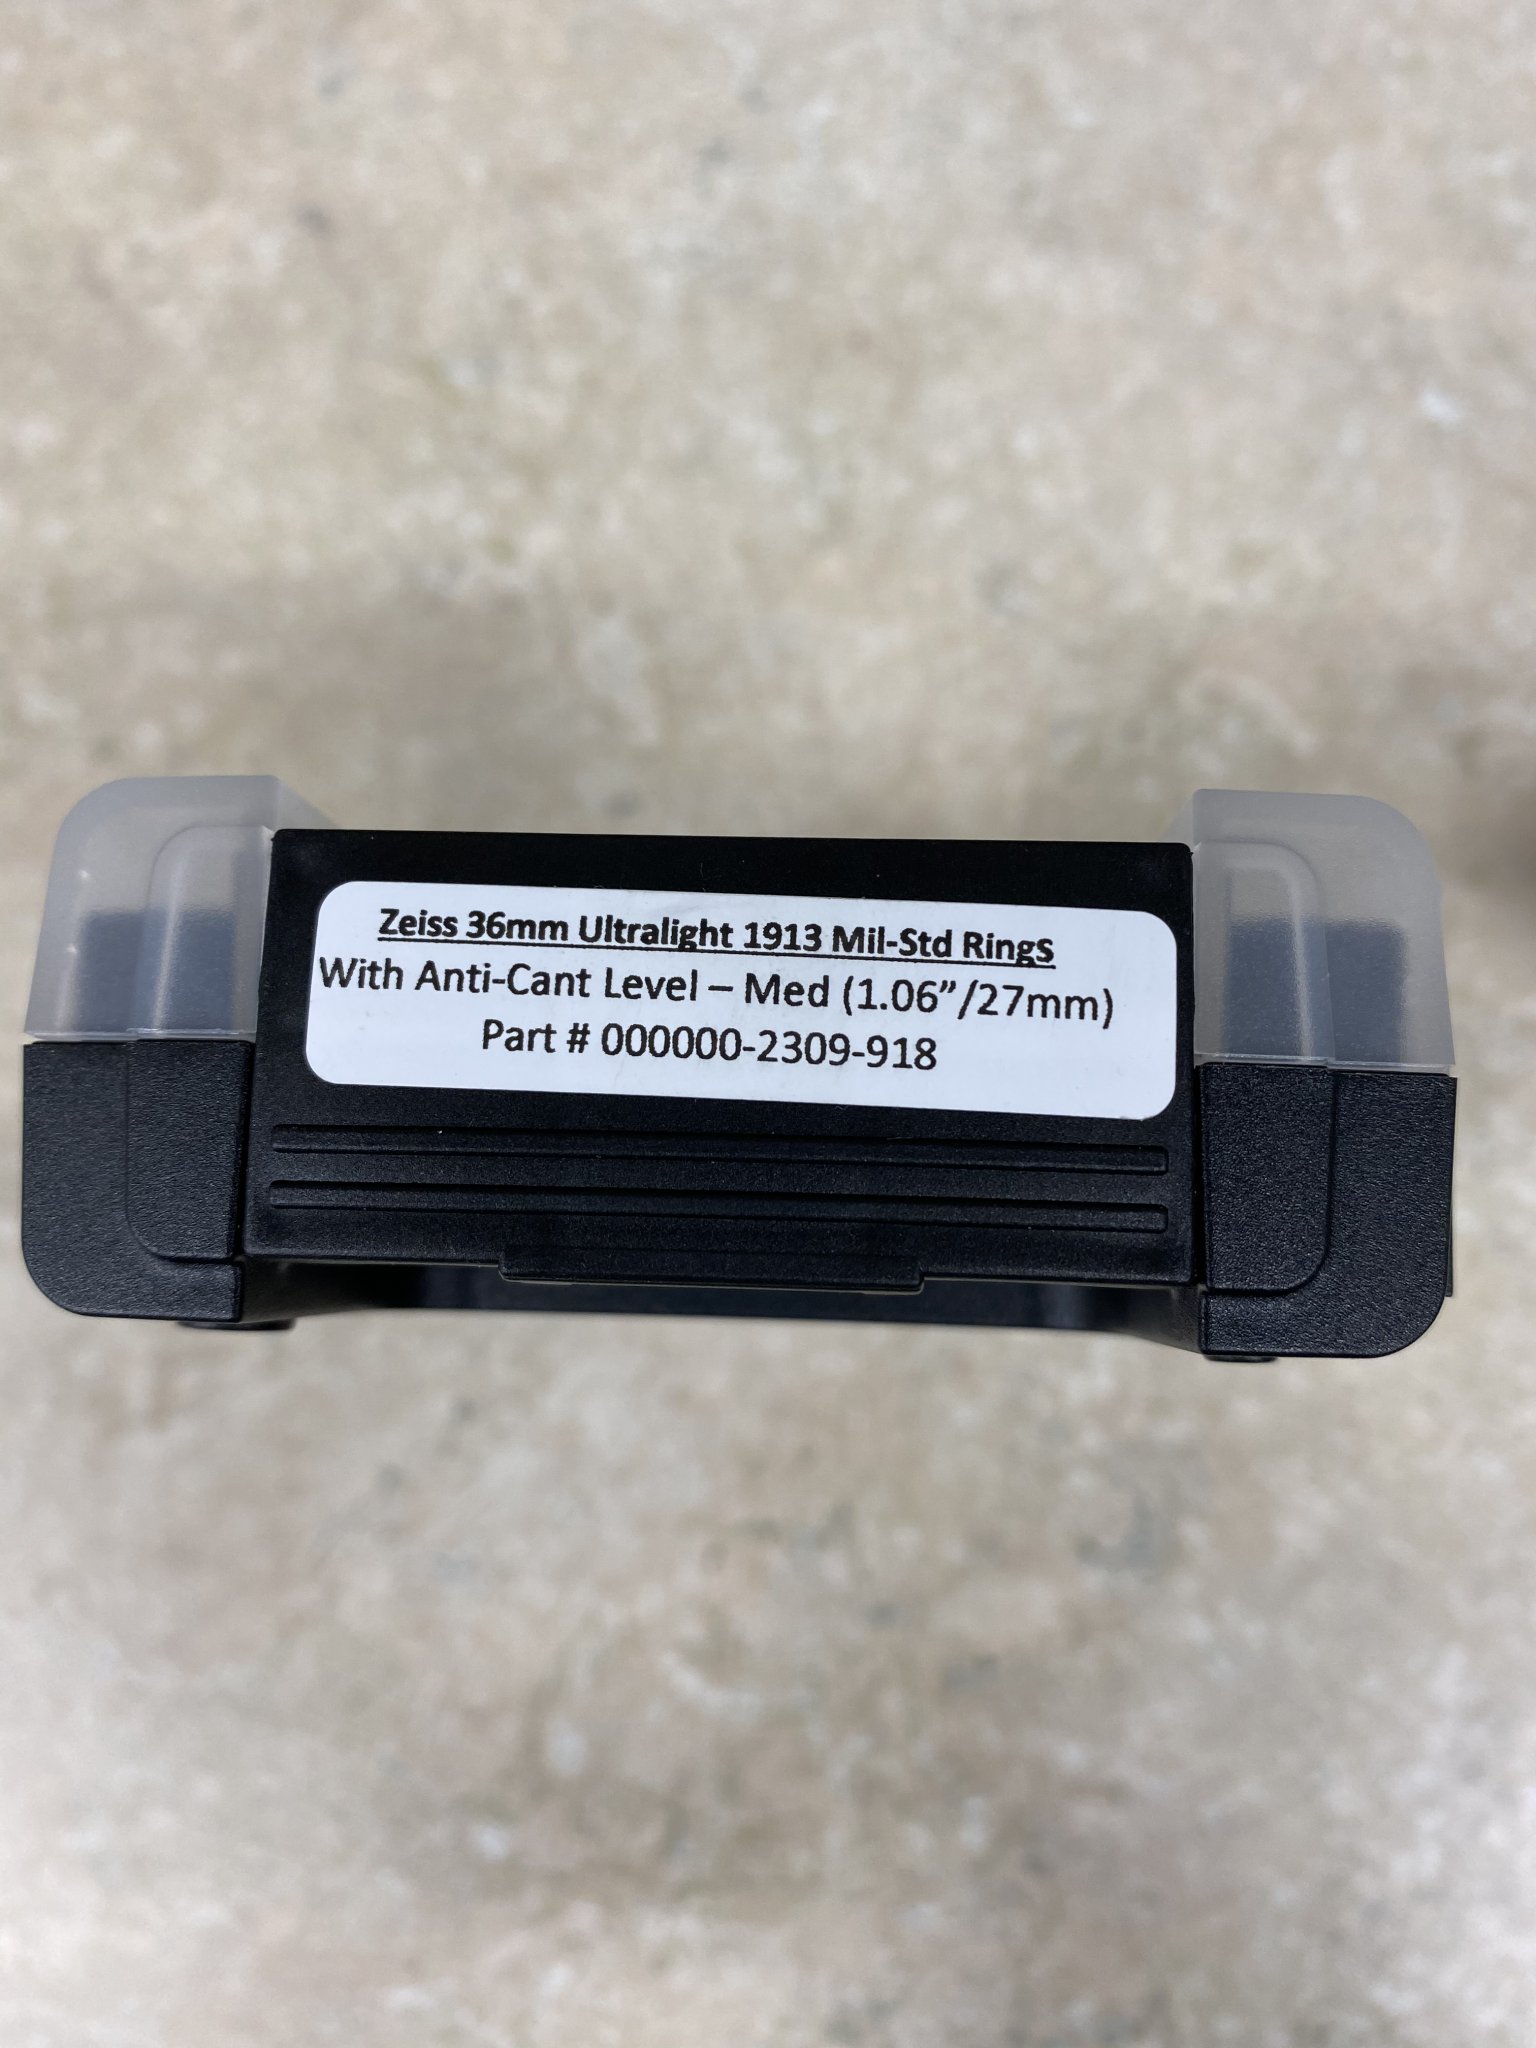 Zeiss 36mm Ultralight 1913 Mil-Std Rings
With Anti-Cant Level – Med (1.06”/27mm)
Part # 000000-2309-918